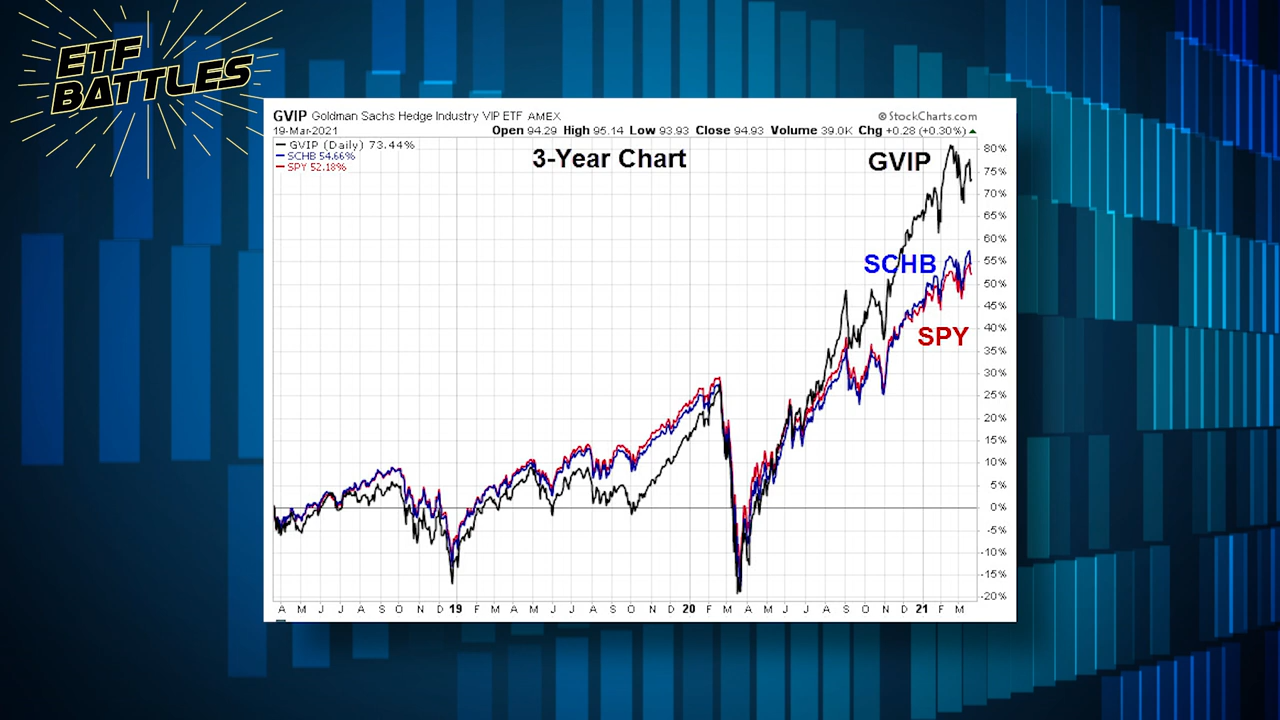 ETF
BATTLES
GVIP Goldman Sachs Hedge Industry VIP ETF AMEX
© StockCharts.com
19-Mar-2021
Open 94.29 High 95.14 Low 93.93 Close 94.93 Volume 39.0K Chg +0.28 (+0.30%)
GVIP (Daily) 73.44%
SCHB 54.66%
SPY 52.18%
3-Year Chart
GVIP
SCHB
SPY
80%
75%
70%
65%
60%
55%
50%
45%
40%
35%
30%
25%
20%
15%
10%
5%
0%
-5%
-10%
-15%
-20%
A M J J A S O N D 19 F M A M J J A S O N D 20 F M A M J J A S O N D 21 F M